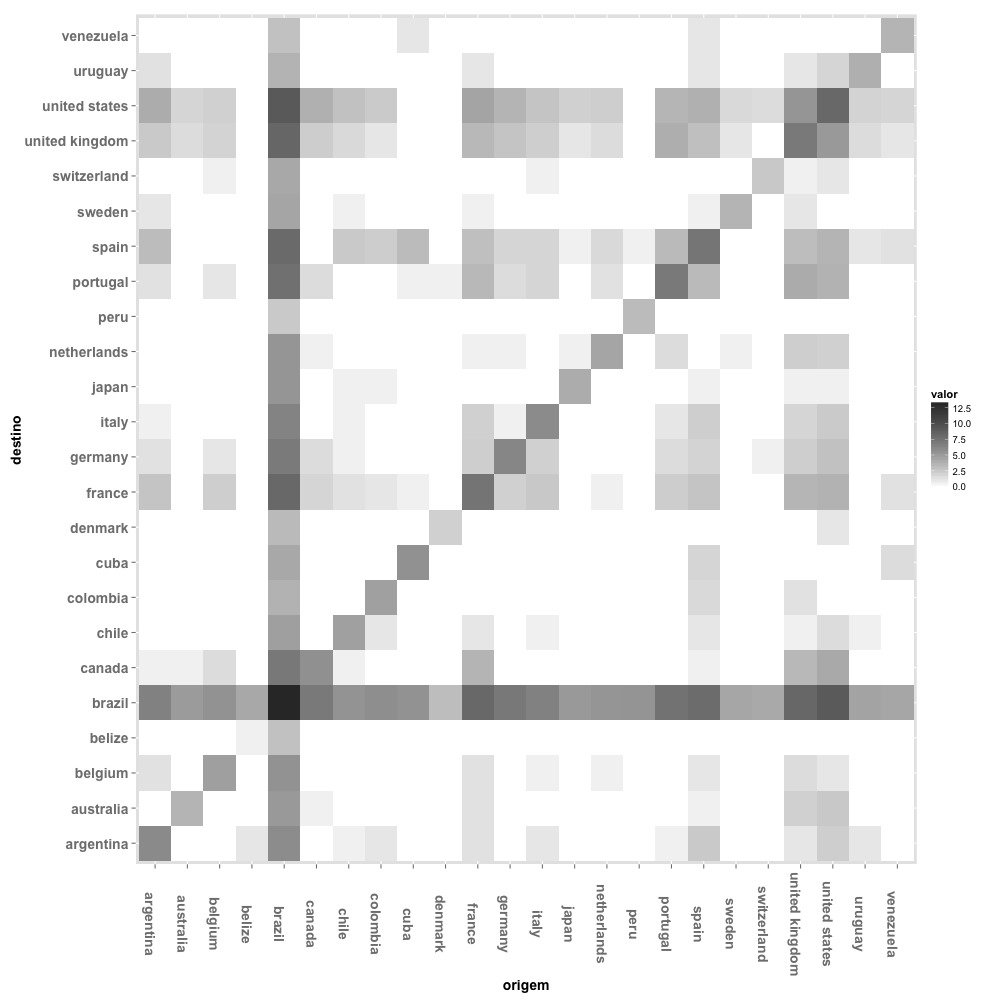 venezuela
uruguay
united states
united kingdom
switzerland
sweden
spain
portugal
peru
netherlands
japan
italy
germany
france
denmark
cuba
colombia
chile
canada
brazil
belize
belgium
australia
argentina
destino
argentina
australia
belgium
belize
brazil
canada
chile
colombia
cuba
denmark
france
germany
italy
japan
netherlands
peru
portugal
spain
sweden
switzerland
united kingdom
united states
uruguay
venezuela
origem
valor
12.5
10.0
7.5
5.0
2.5
0.0